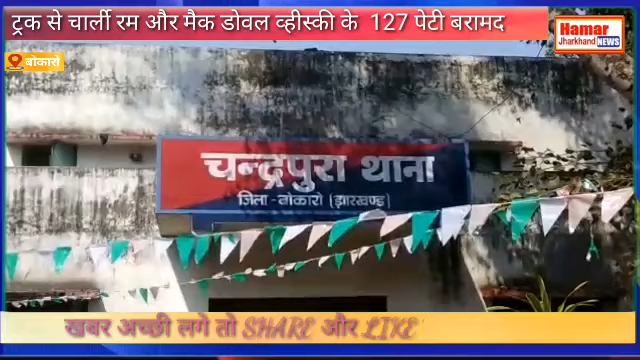 ट्रक से चार्ली रम और मैक डोवल व्हीस्की के 127 पेटी बरामद
Hamar
Jharkhand NEWS
बोकारो
चन्द्रपुरा थाना
जिला - बोकारो (झारखण्ड)
खबर अच्छी लगे तो SHARE और LIKE